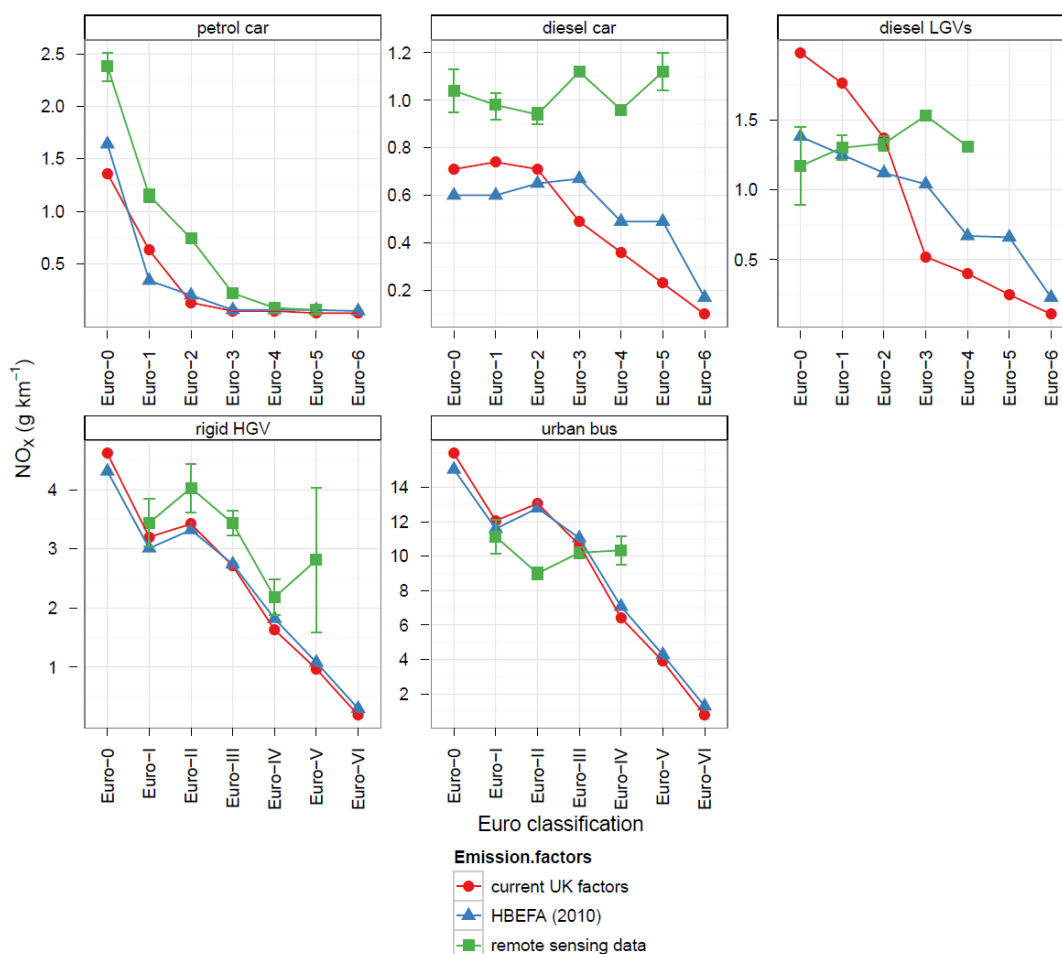 petrol car
diesel car
diesel LGVs
2.5
2.0
1.5
1.0
0.5
1.2
1.0
0.8
0.6
0.4
0.2
1.5
1.0
0.5
Euro−0
Euro−1
Euro−2
Euro−3
Euro−4
Euro−5
Euro−6
Euro−0
Euro−1
Euro−2
Euro−3
Euro−4
Euro−5
Euro−6
Euro−0
Euro−1
Euro−2
Euro−3
Euro−4
Euro−5
Euro−6
NOX (g km−1)
rigid HGV
urban bus
4
3
2
1
14
12
10
8
6
4
2
Euro−0
Euro−I
Euro−II
Euro−III
Euro−IV
Euro−V
Euro−VI
Euro−0
Euro−I
Euro−II
Euro−III
Euro−IV
Euro−V
Euro−VI
Euro classification
Emission.factors
current UK factors
HBEFA (2010)
remote sensing data